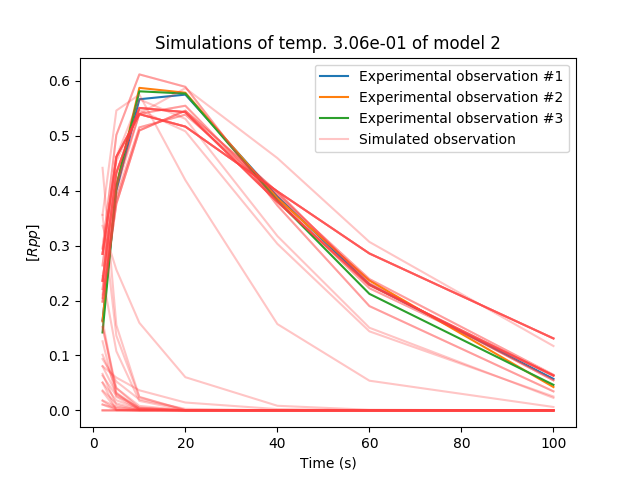 Simulations of temp. 3.06e-01 of model 2
Experimental observation #1
Experimental observation #2
Experimental observation #3
Simulated observation
[Rpp]
0.6
0.5
0.4
0.3
0.2
0.1
0.0
0 20 40 60 80 100
Time (s)